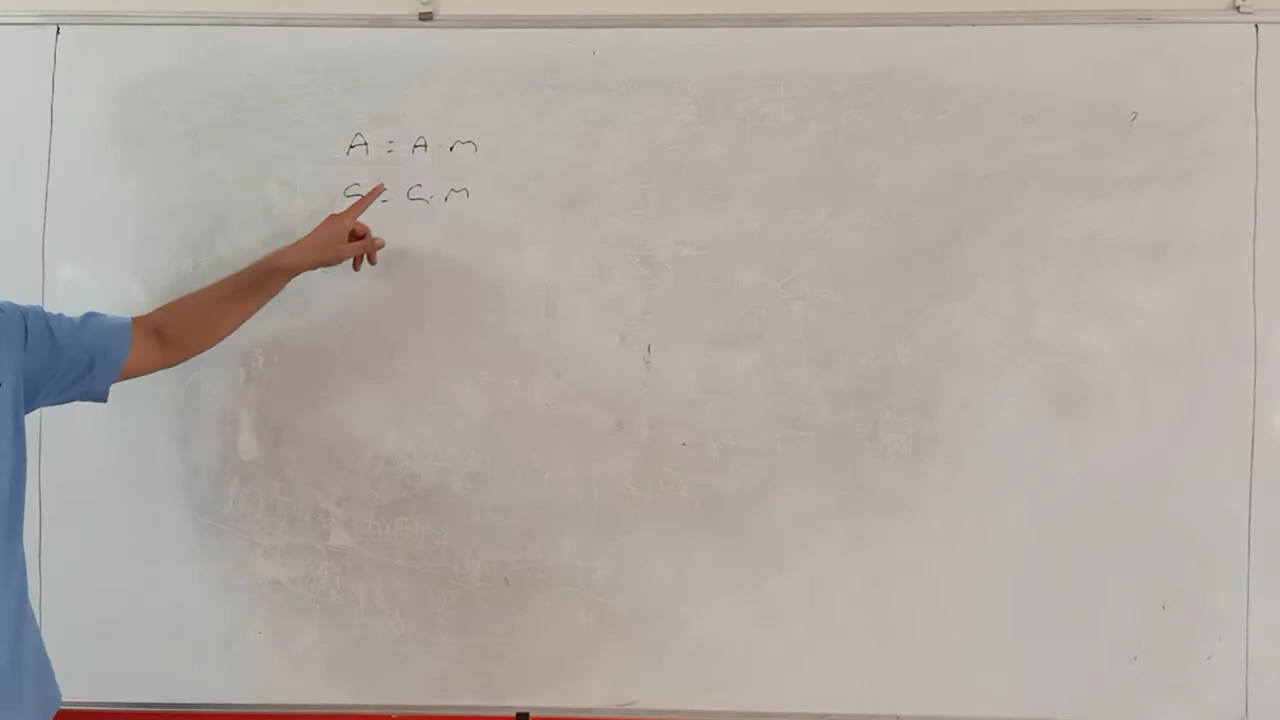 A = A.M
G = G.M